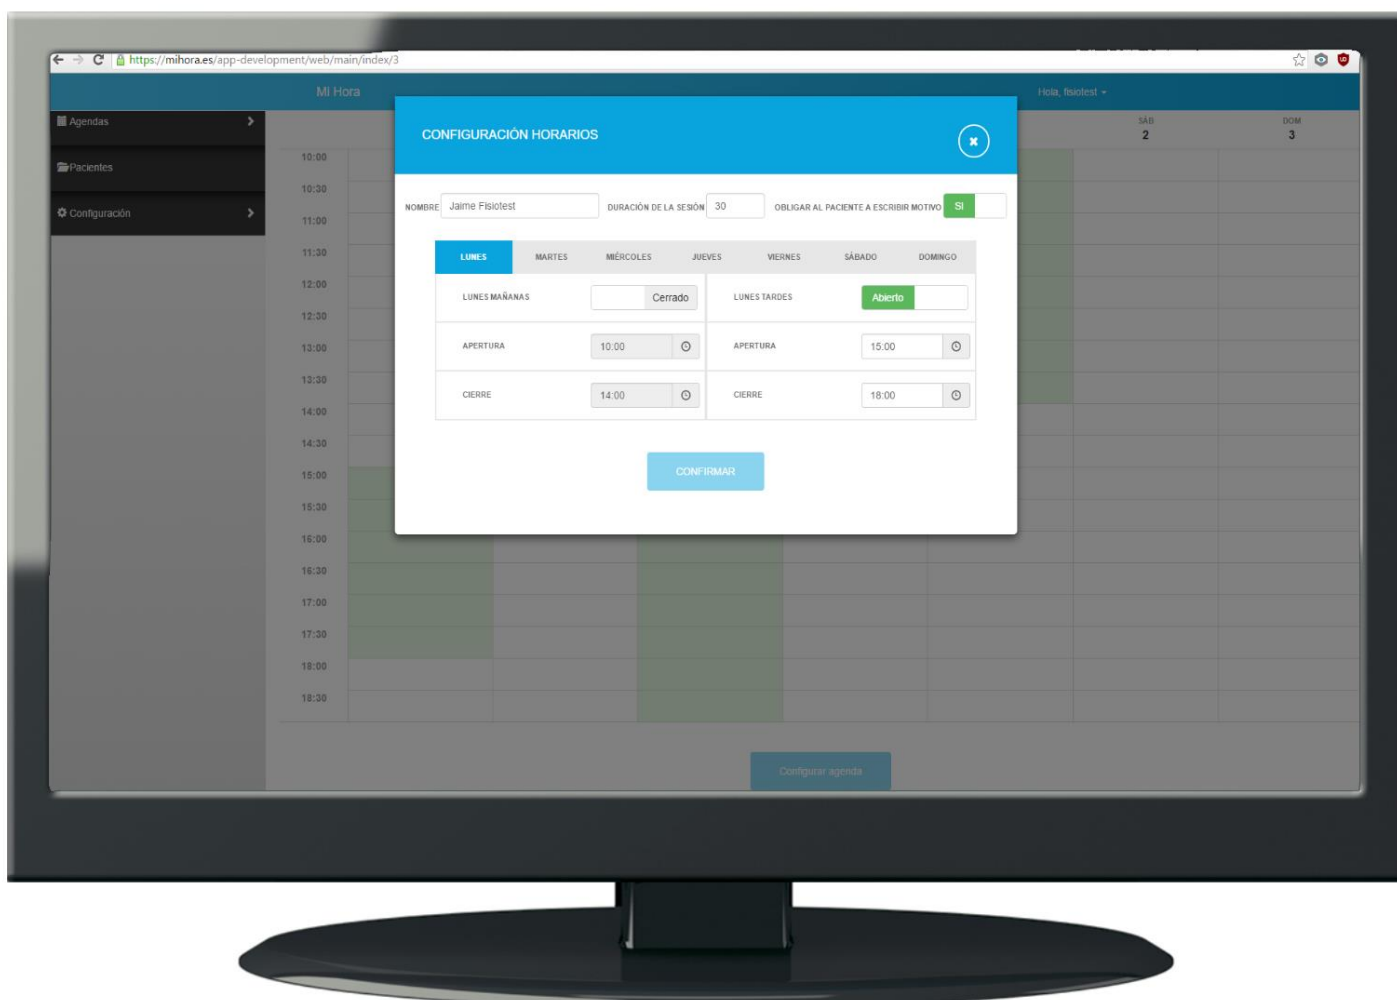 https://mihora.es/app-development/web/main/index/3
Mi Hora
Hola, fisiotest
Agendas
Pacientes
Configuración
SÁB
2
DOM
3
CONFIGURACIÓN HORARIOS
NOMBRE Jaime Fisiotest DURACIÓN DE LA SESIÓN 30 OBLIGAR AL PACIENTE A ESCRIBIR MOTIVO SI
LUNES MARTES MIÉRCOLES JUEVES VIERNES SÁBADO DOMINGO
LUNES MAÑANAS Cerrado LUNES TARDES Abierto
APERTURA 10:00 APERTURA 15:00
CIERRE 14:00 CIERRE 18:00
CONFIRMAR
10:00
10:30
11:00
11:30
12:00
12:30
13:00
13:30
14:00
14:30
15:00
15:30
16:00
16:30
17:00
17:30
18:00
18:30
Configurar agenda